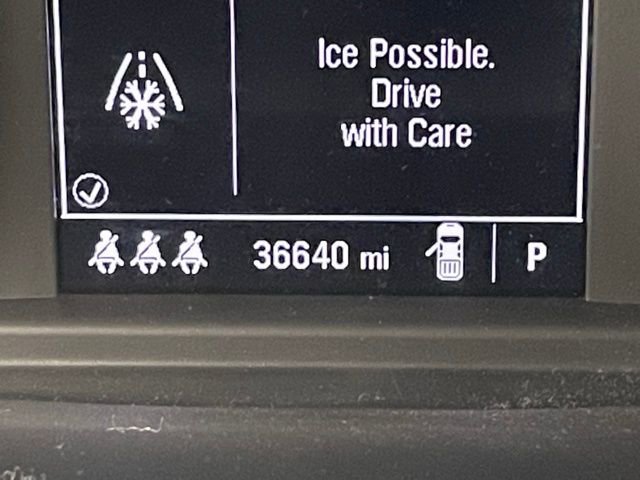 Ice Possible.
Drive
with Care
36640 mi
P